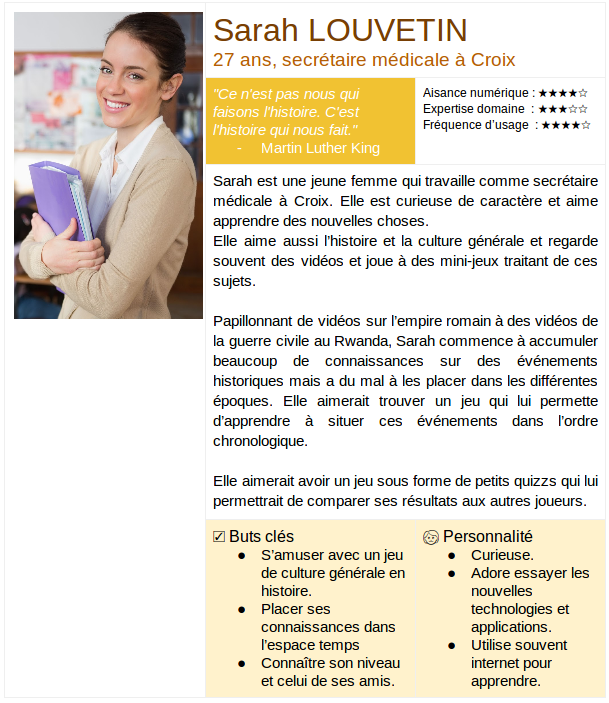 Sarah LOUVETIN
27 ans, secrétaire médicale à Croix
"Ce n'est pas nous qui
faisons l'histoire. C'est
l'histoire qui nous fait."
- Martin Luther King
Aisance numérique : ★★★★☆
Expertise domaine : ★★★☆☆
Fréquence d'usage : ★★★★☆
Sarah est une jeune femme qui travaille comme secrétaire
médicale à Croix. Elle est curieuse de caractère et aime
apprendre des nouvelles choses.
Elle aime aussi l'histoire et la culture générale et regarde
souvent des vidéos et joue à des mini-jeux traitant de ces
sujets.
Papillonnant de vidéos sur l'empire romain à des vidéos de
la guerre civile au Rwanda, Sarah commence à accumuler
beaucoup de connaissances sur des événements
historiques mais a du mal à les placer dans les différentes
époques. Elle aimerait trouver un jeu qui lui permette
d'apprendre à situer ces événements dans l'ordre
chronologique.
Elle aimerait avoir un jeu sous forme de petits quizzs qui lui
permettrait de comparer ses résultats aux autres joueurs.
☑ Buts clés
● S'amuser avec un jeu
de culture générale en
histoire.
● Placer ses
connaissances dans
l'espace temps
● Connaître son niveau
et celui de ses amis.
Personnalité
● Curieuse.
● Adore essayer les
nouvelles
technologies et
applications.
● Utilise souvent
internet pour
apprendre.